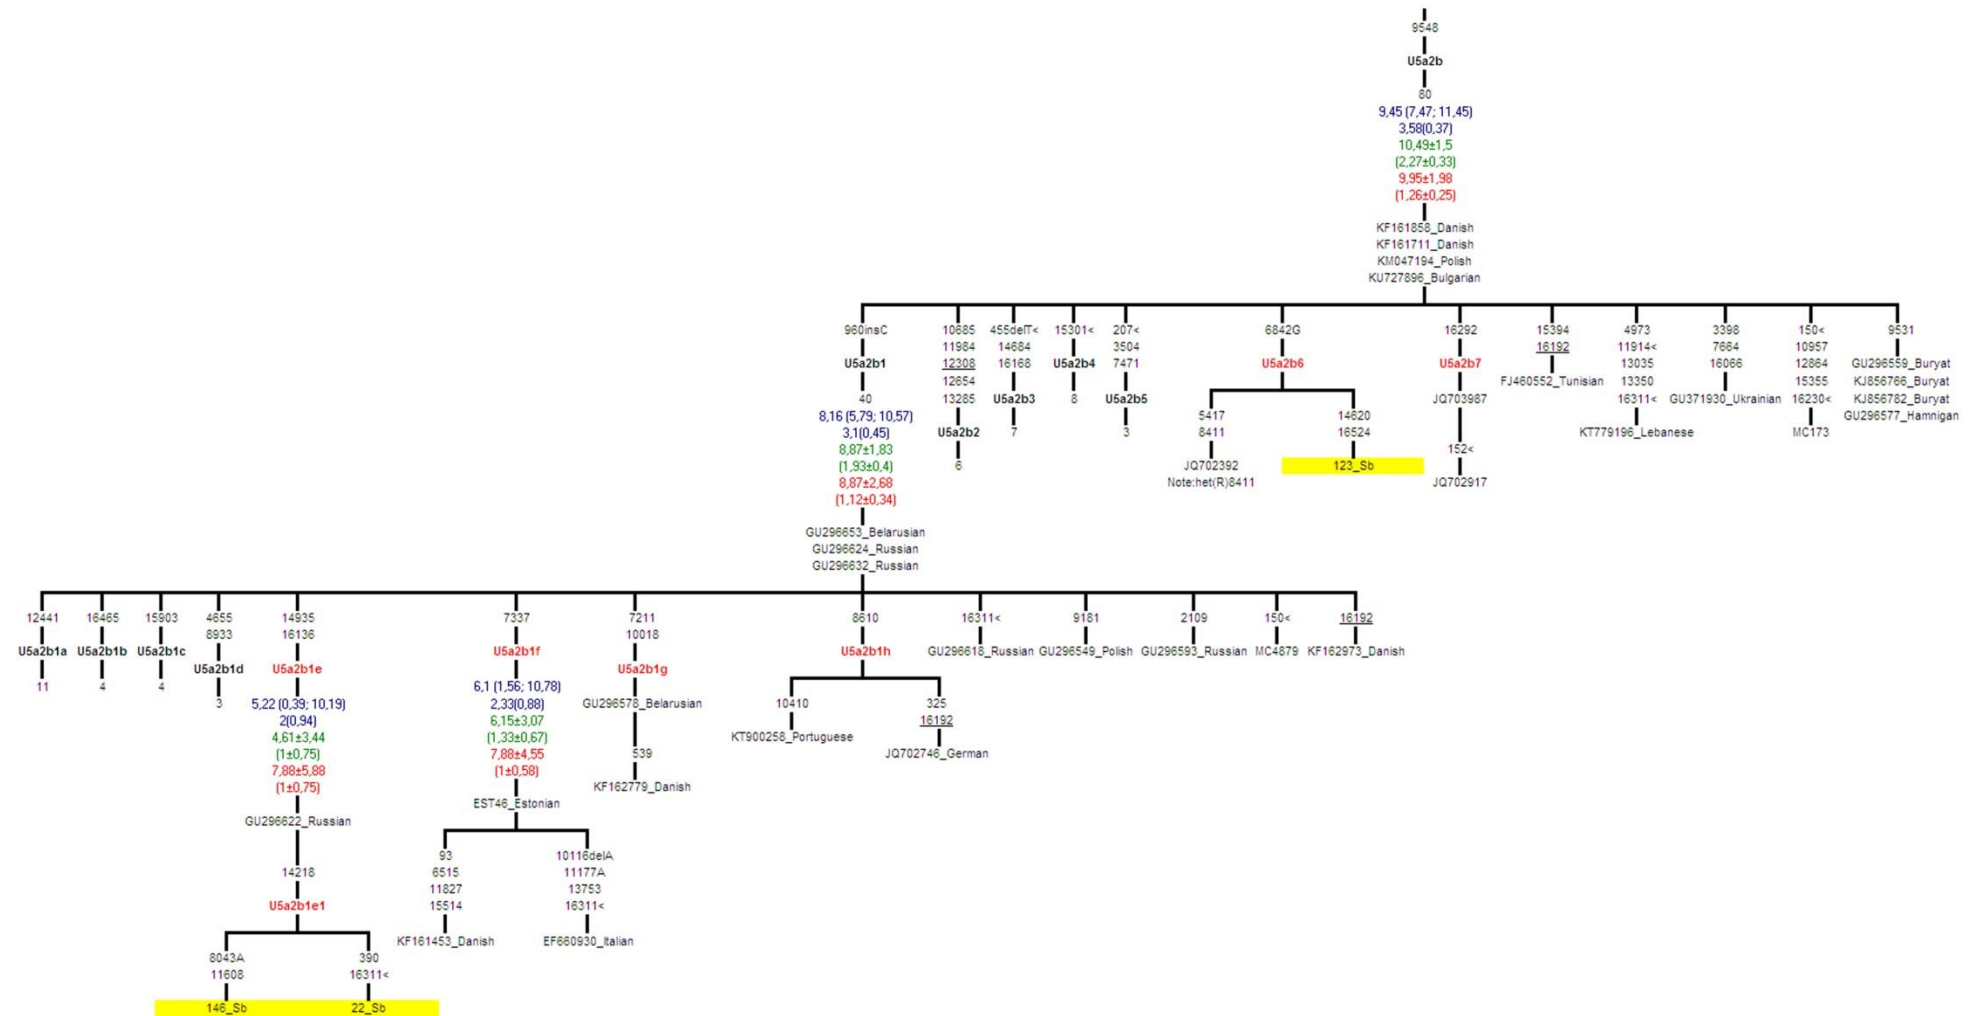 9548
U5a2b
80
9,45 (7,47; 11,45)
3,58(0,37)
10,49±1,5
(2,27±0,33)
9,95±1,98
(1,26±0,25)
KF161858_Danish
KF161711_Danish
KM047194_Polish
KU727896_Bulgarian
960insC
U5a2b1
40
8,16 (5,79; 10,57)
3,1(0,45)
8,87±1,83
(1,93±0,4)
8,87±2,68
(1,12±0,34)
GU296653_Belarusian
GU296624_Russian
GU296632_Russian
10685
11984
12308
12654
13285
U5a2b2
6
455delT<
14684
16168
U5a2b3
7
15301<
U5a2b4
8
207<
3504
7471
U5a2b5
3
6842G
U5a2b6
5417
8411
JQ702392
Note:het(R)8411
14620
16524
123_Sb
16292
U5a2b7
JQ703987
152<
JQ702917
15394
16192
FJ460552_Tunisian
4973
11914<
13035
13350
16311<
KT779196_Lebanese
3398
7664
16066
GU371930_Ukrainian
150<
10957
12864
15355
16230<
MC173
9531
GU296559_Buryat
KJ856766_Buryat
KJ856782_Buryat
GU296577_Hamnigan
12441
U5a2b1a
11
16465
U5a2b1b
4
15903
U5a2b1c
4
4655
8933
U5a2b1d
3
14935
16136
U5a2b1e
5,22 (0,39; 10,19)
2(0,94)
4,61±3,44
(1±0,75)
7,88±5,88
(1±0,75)
GU296622_Russian
14218
U5a2b1e1
8043A
11608
146_Sb
390
16311<
22_Sb
7337
U5a2b1f
6,1 (1,56; 10,78)
2,33(0,88)
6,15±3,07
(1,33±0,67)
7,88±4,55
(1±0,58)
EST46_Estonian
93
6515
11827
15514
KF161453_Danish
10116delA
11177A
13753
16311<
EF660930_Italian
7211
10018
U5a2b1g
GU296578_Belarusian
539
KF162779_Danish
8610
U5a2b1h
10410
KT900258_Portuguese
325
16192
JQ702746_German
16311<
GU296618_Russian
9181
GU296549_Polish
2109
GU296593_Russian
150<
MC4879
16192
KF162973_Danish